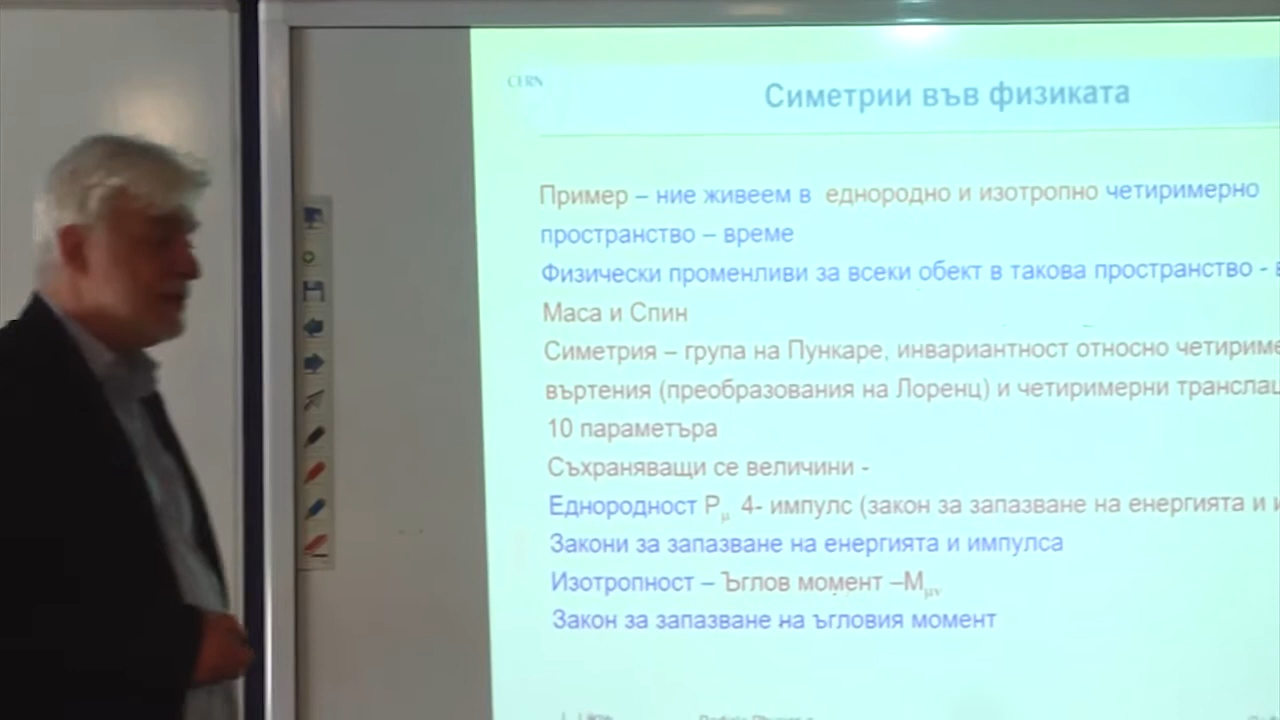 CERN
Симетрии във физиката
Пример – ние живеем в еднородно и изотропно четиримерно
пространство – време
Физически променливи за всеки обект в такова пространство -
Маса и Спин
Симетрия – група на Пункаре, инвариантност относно
въртения (преобразования на Лоренц) и четиримерни
10 параметъра
Съхраняващи се величини -
Еднородност Pμ 4- импулс (закон за запазване на енергията и
Закони за запазване на енергията и импулса
Изотропност – Ъглов момент –Mμν
Закон за запазване на ъгловия момент